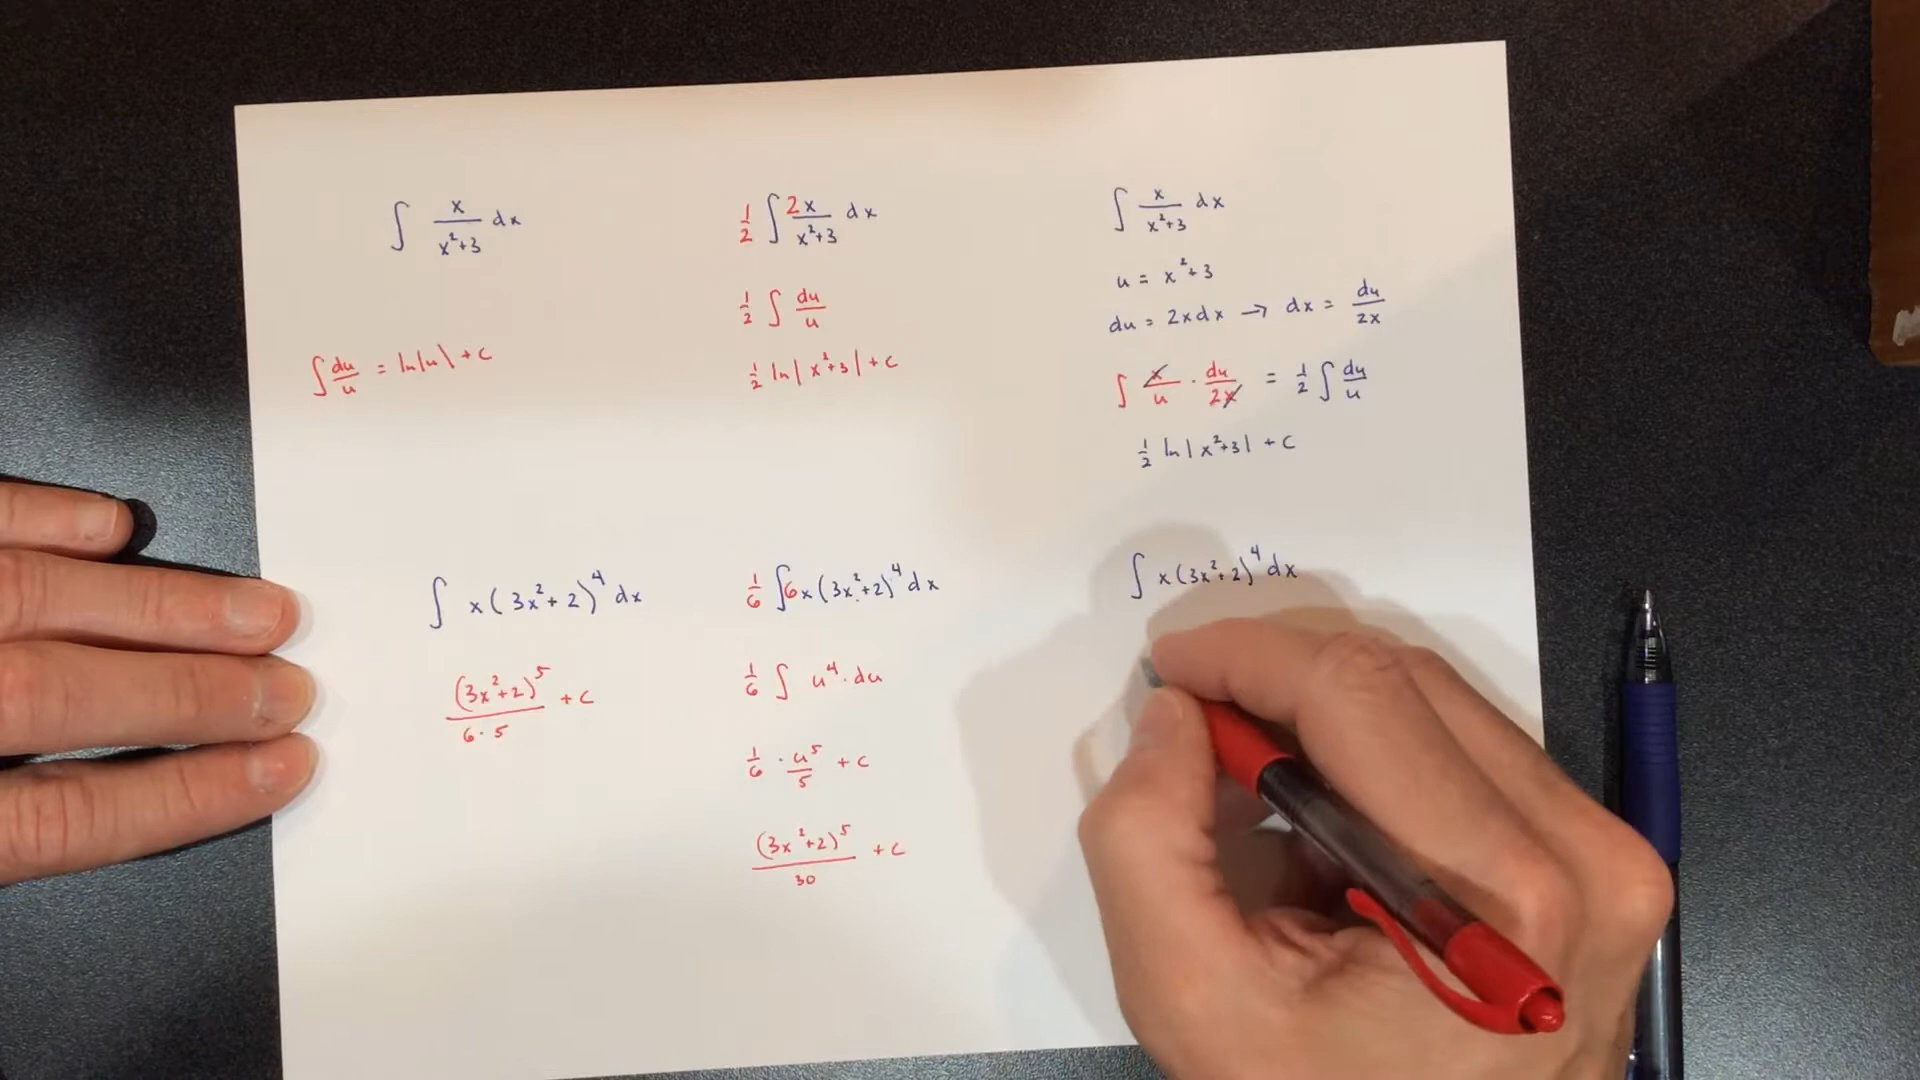 ∫ x/(x²+3) dx
∫ du/u = ln|u| + c
1/2 ∫ 2x/(x²+3) dx
1/2 ∫ du/u
1/2 ln|x²+3| + c
∫ x/(x²+3) dx
u = x²+3
du = 2xdx → dx = du/2x
∫ x/u · du/2x = 1/2 ∫ du/u
1/2 ln|x²+3| + c
∫ x(3x²+2)⁴ dx
(3x²+2)⁵/(6·5) + c
1/6 ∫6x(3x²+2)⁴ dx
1/6 ∫ u⁴·du
1/6 · u⁵/5 + c
(3x²+2)⁵/30 + c
∫ x(3x²+2)⁴ dx